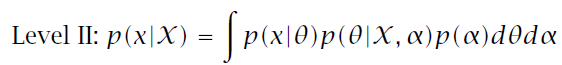 Level II: p(x|X) = ∫ p(x|θ)p(θ|X, α)p(α)dθdα